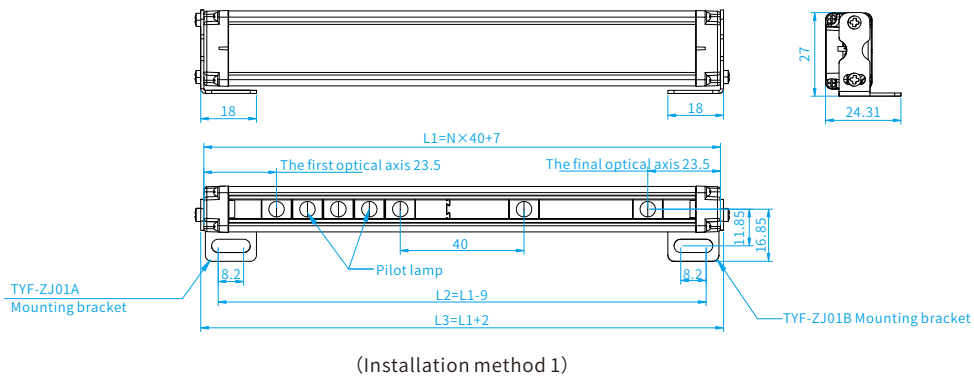 27
18
18
24.31
L1=N×40+7
The first optical axis 23.5
The final optical axis 23.5
11.85
16.85
40
Pilot lamp
8.2
8.2
TYF-ZJ01A
Mounting bracket
L2=L1-9
L3=L1+2
TYF-ZJ01B Mounting bracket
（Installation method 1）